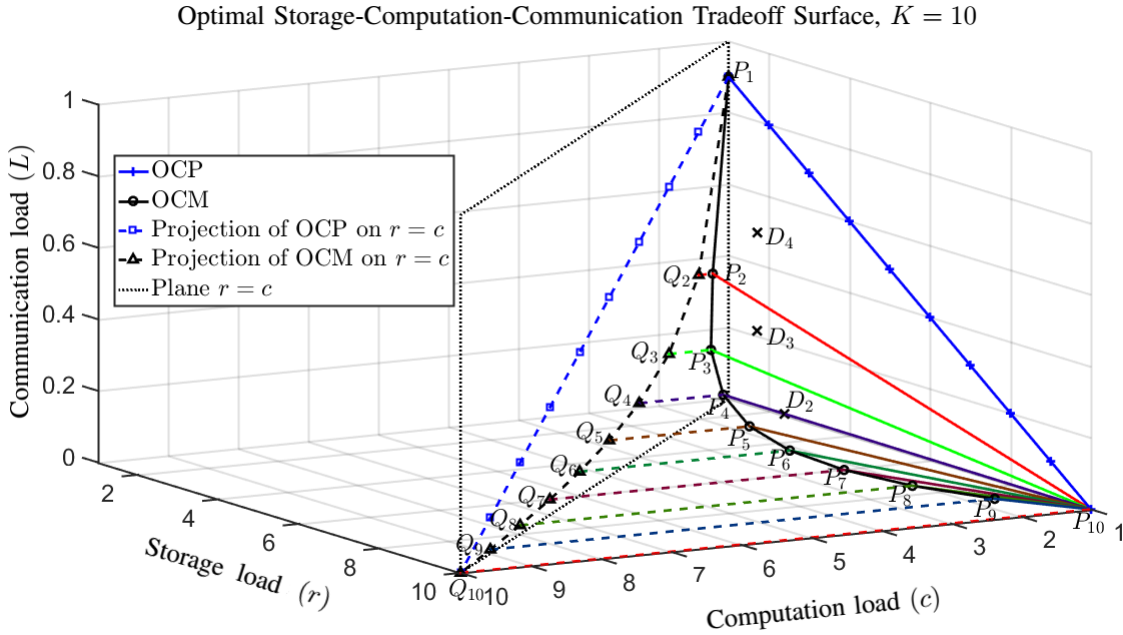 Optimal Storage-Computation-Communication Tradeoff Surface, K = 10
Communication load (L)
1
0.8
0.6
0.4
0.2
0
OCP
OCM
Projection of OCP on r = c
Projection of OCM on r = c
Plane r = c
P₁
P₂
P₃
P₄
P₅
P₆
P₇
P₈
P₉
P₁₀
Q₂
Q₃
Q₄
Q₅
Q₆
Q₇
Q₈
Q₉
Q₁₀
D₄
D₃
D₂
2
4
6
8
10
Storage load (r)
10
9
8
7
6
5
4
3
2
1
Computation load (c)